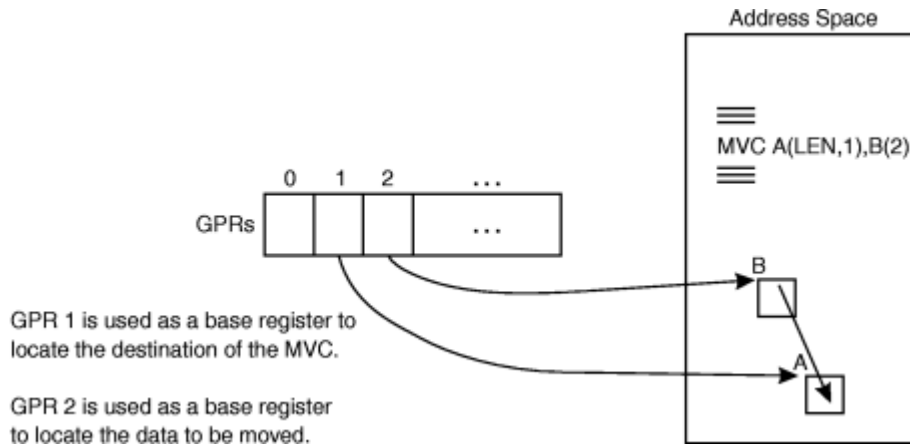 Address Space
MVC A(LEN,1),B(2)
0 1 2 ...
GPRs ...
B
A
GPR 1 is used as a base register to
locate the destination of the MVC.
GPR 2 is used as a base register
to locate the data to be moved.